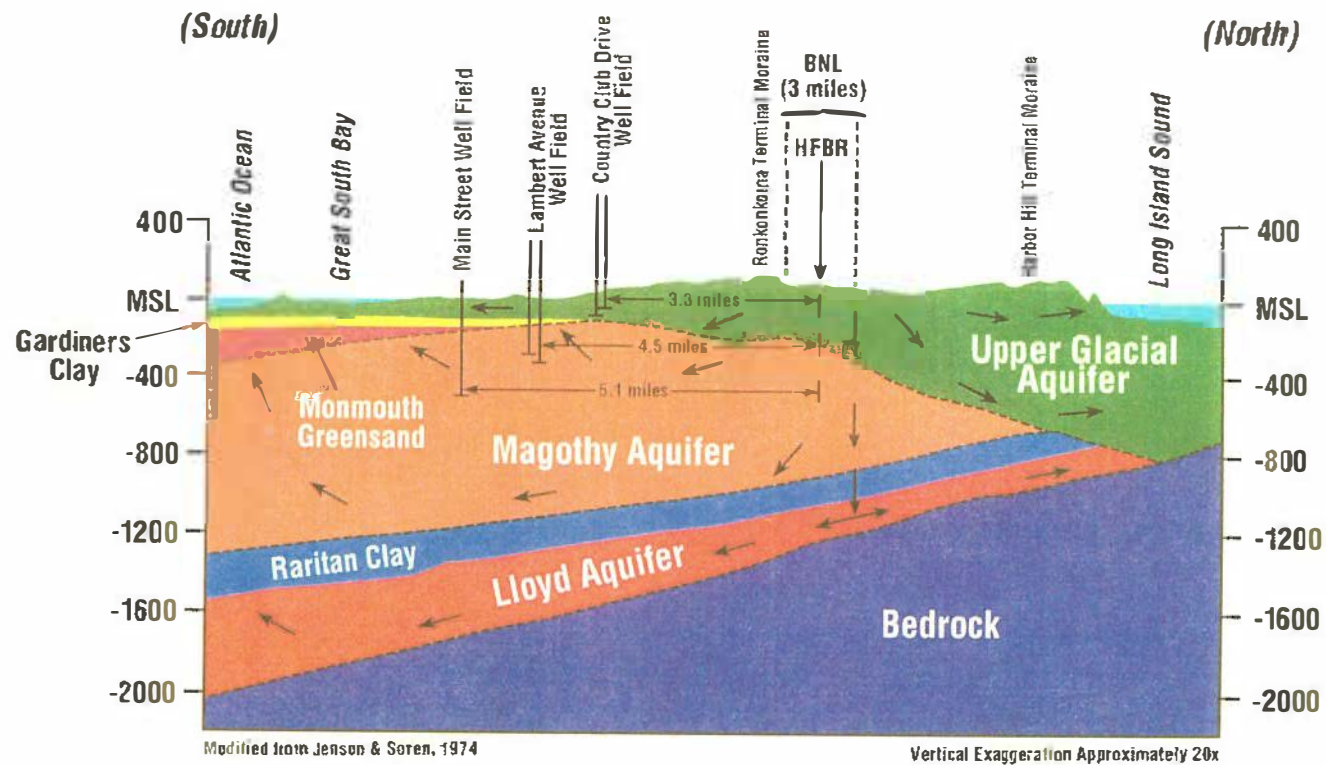 (South)
(North)
Atlantic Ocean
Great South Bay
Main Street Well Field
Lambert Avenue
Well Field
Country Club Drive
Well Field
Ronkonkoma Terminal Moraine
BNL
(3 miles)
HFBR
Harbor Hill Terminal Moraine
Long Island Sound
400
400
MSL
MSL
Gardiners
Clay
3.3 miles
4.5 miles
5.1 miles
Upper Glacial
Aquifer
-400
-400
Monmouth
Greensand
Magothy Aquifer
-800
-800
-1200
-1200
Raritan Clay
Lloyd Aquifer
Bedrock
-1600
-1600
-2000
-2000
Modified from Jenson & Soren, 1974
Vertical Exaggeration Approximately 20x